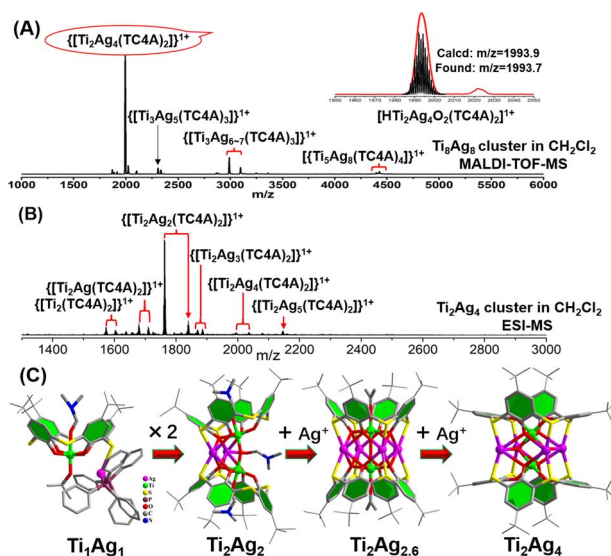 (A)
{[Ti₂Ag₄(TC4A)₂]}¹⁺
Calcd: m/z=1993.9
Found: m/z=1993.7
1950 1960 1970 1980 1990 2000 2010 2020 2030 2040 2050
[HTi₂Ag₄O₂(TC4A)₂]¹⁺
{[Ti₃Ag₅(TC4A)₃]}¹⁺
{[Ti₃Ag₆~₇(TC4A)₃]}¹⁺
{[Ti₅Ag₈(TC4A)₄]}¹⁺
Ti₈Ag₈ cluster in CH₂Cl₂
MALDI-TOF-MS
1000 1500 2000 2500 3000 3500 4000 4500 5000 5500 6000
m/z
(B)
{[Ti₂Ag₂(TC4A)₂]}¹⁺
{[Ti₂Ag₃(TC4A)₂]}¹⁺
{[Ti₂Ag(TC4A)₂]}¹⁺
{[Ti₂Ag₄(TC4A)₂]}¹⁺
{[Ti₂(TC4A)₂]}¹⁺
{[Ti₂Ag₅(TC4A)₂]}¹⁺
Ti₂Ag₄ cluster in CH₂Cl₂
ESI-MS
1400 1600 1800 2000 2200 2400 2600 2800 3000
m/z
(C)
× 2
+ Ag⁺
+ Ag⁺
Ag
Ti
S
P
O
C
N
Ti₁Ag₁
Ti₂Ag₂
Ti₂Ag₂.₆
Ti₂Ag₄